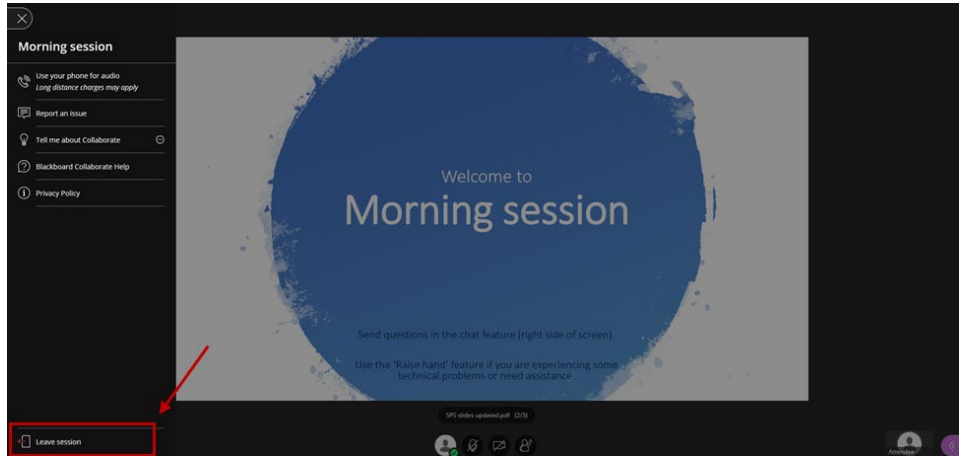 Morning session
Use your phone for audio
Long distance charges may apply
Report an issue
Tell me about Collaborate
Blackboard Collaborate Help
Privacy Policy
Leave session
Welcome to
Morning session
Send questions in the chat feature (right side of screen).
Use the 'Raise hand' feature if you are experiencing some
technical problems or need assistance.
SPS slides updated.pdf (2/3)
Attendee